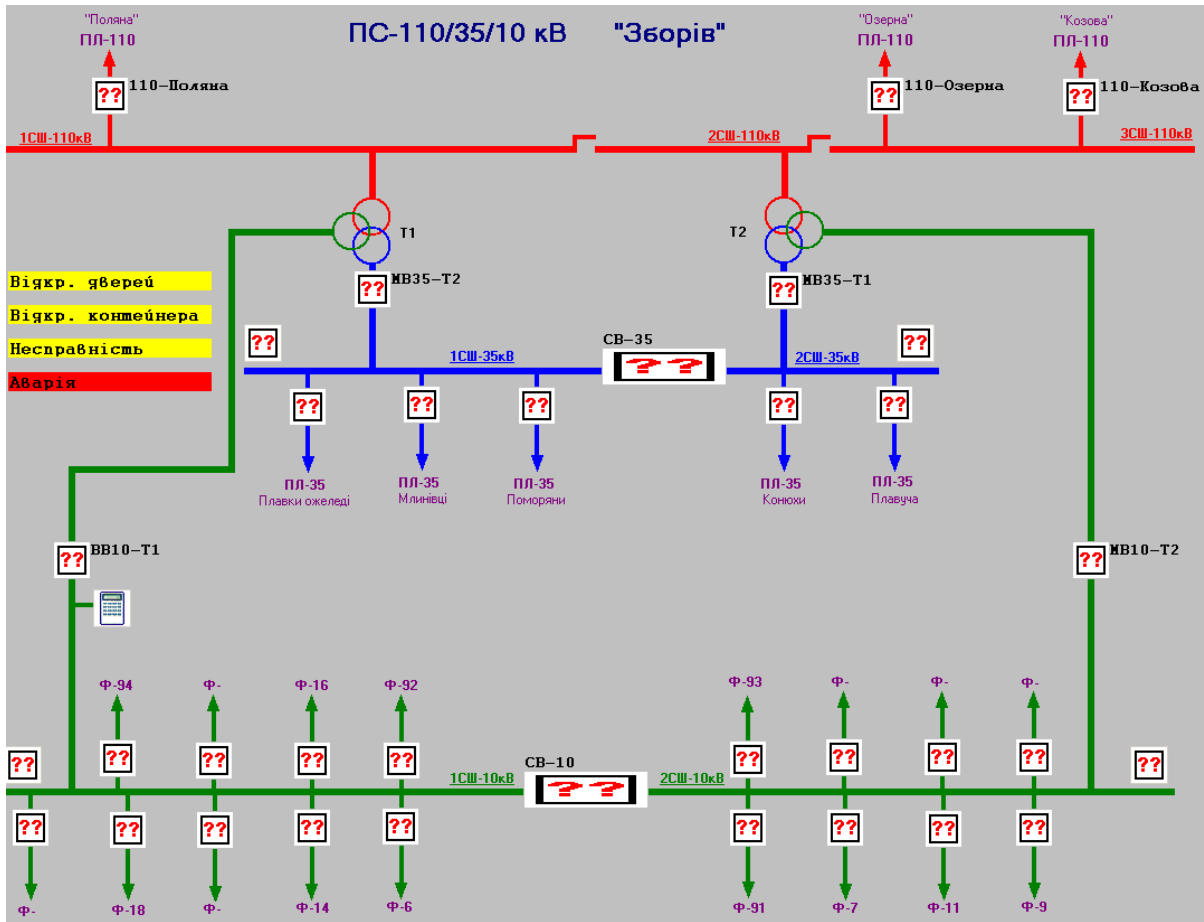 "Поляна"
ПЛ-110
ПС-110/35/10 кВ "Зборів"
"Озерна"
ПЛ-110
"Козова"
ПЛ-110
?? 110-Поляна
?? 110-Озерна
?? 110-Козова
1СШ-110кВ
2СШ-110кВ
3СШ-110кВ
Т1
Т2
Відкр. дверей
Відкр. контейнера
Несправність
Аварія
?? МВ35-Т2
?? МВ35-Т1
??
1СШ-35кВ
СВ-35
? ?
2СШ-35кВ
??
?? ?? ?? ?? ??
ПЛ-35
Плавки ожеледі
ПЛ-35
Млинівці
ПЛ-35
Поморяни
ПЛ-35
Конюхи
ПЛ-35
Плавуча
?? ВВ10-Т1
?? МВ10-Т2
Ф-94 Ф- Ф-16 Ф-92 Ф-93 Ф- Ф- Ф-
?? ?? ?? ?? ?? ?? ?? ?? ?? ??
1СШ-10кВ
СВ-10
? ?
2СШ-10кВ
?? ?? ?? ?? ?? ?? ?? ?? ??
Ф- Ф-18 Ф- Ф-14 Ф-6 Ф-91 Ф-7 Ф-11 Ф-9